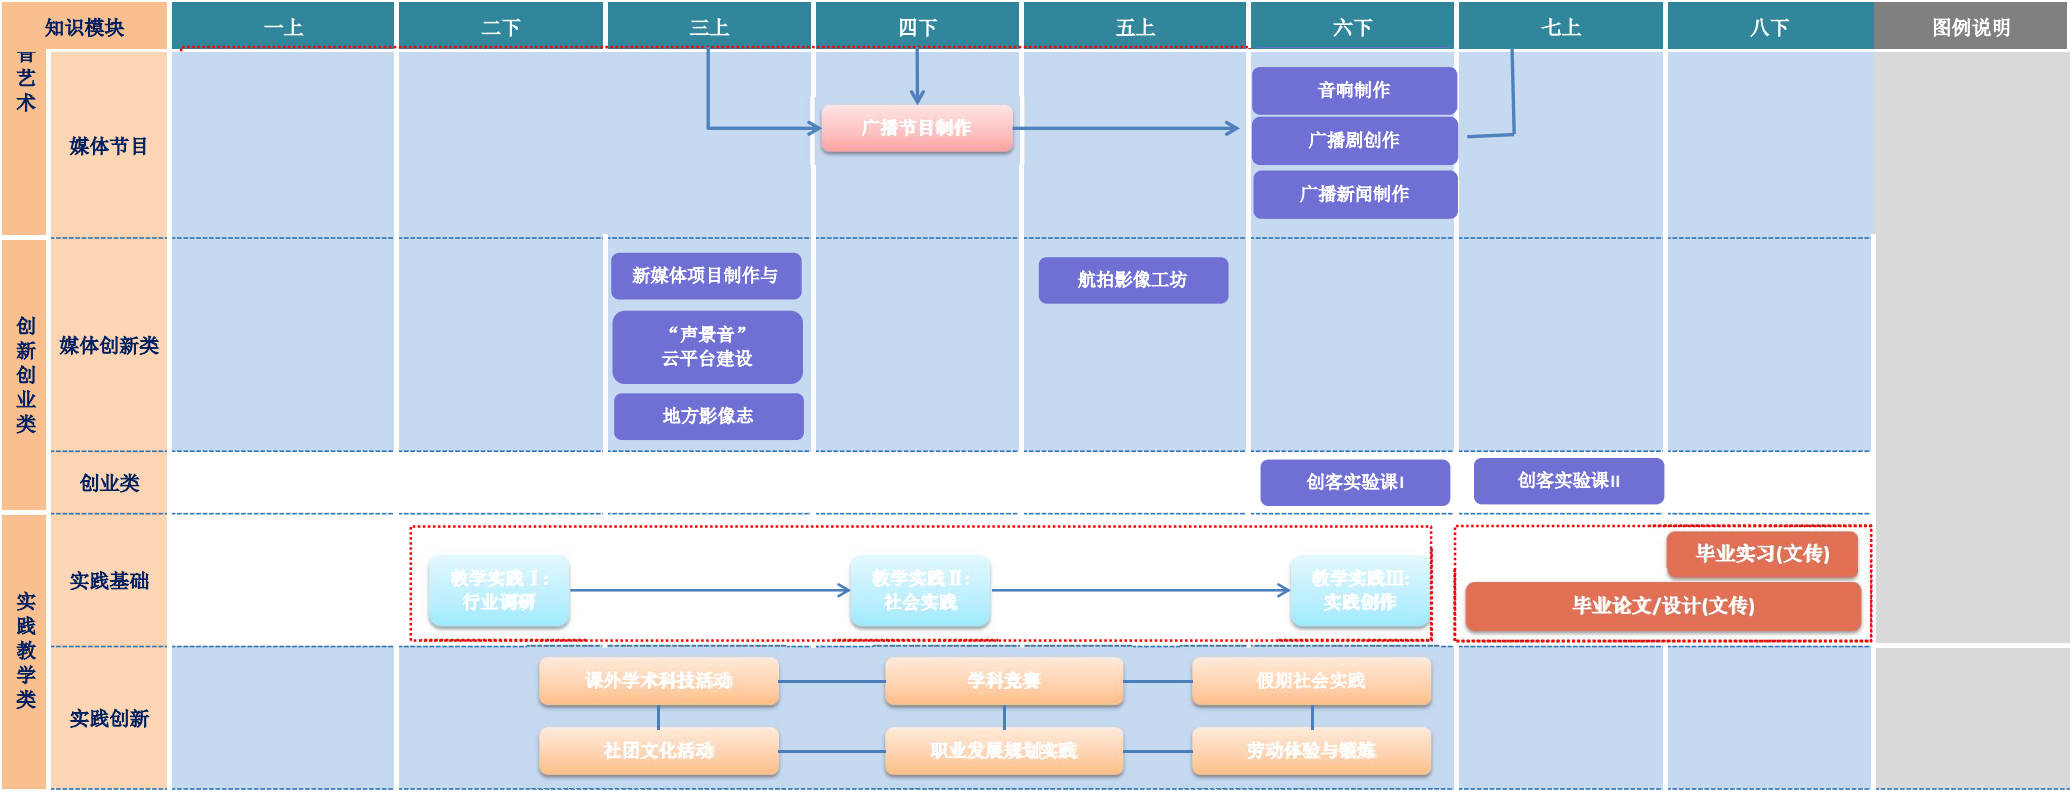 知识模块
一上
二下
三上
四下
五上
六下
七上
八下
图例说明
音
艺
术
媒体节目
音响制作
广播节目制作
广播剧创作
广播新闻制作
创
新
创
业
类
媒体创新类
新媒体项目制作与
航拍影像工坊
“声景音”
云平台建设
地方影像志
创业类
创客实验课I
创客实验课II
实
践
教
学
类
实践基础
教学实践Ⅰ:
行业调研
教学实践Ⅱ:
社会实践
教学实践Ⅲ:
实践创作
毕业实习(文传)
毕业论文/设计(文传)
实践创新
课外学术科技活动
学科竞赛
假期社会实践
社团文化活动
职业发展规划实践
劳动体验与锻炼